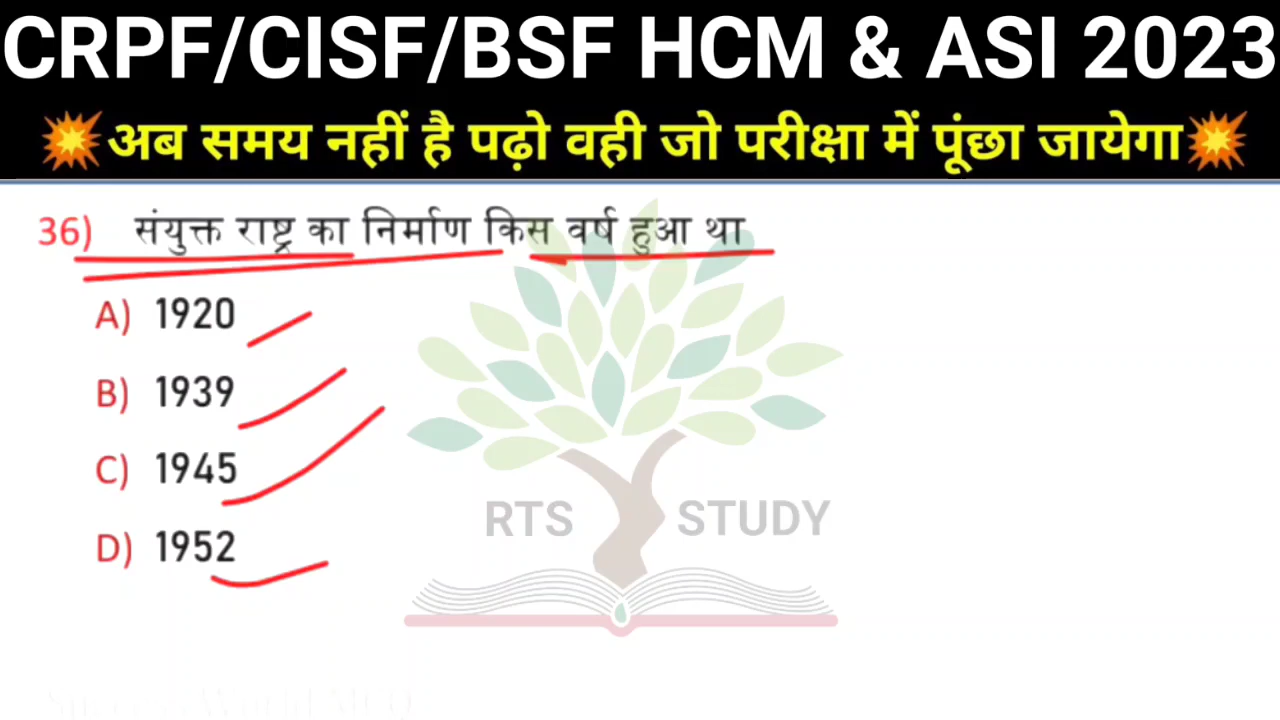 CRPF/CISF/BSF HCM & ASI 2023
💥अब समय नहीं है पढ़ो वही जो परीक्षा में पूंछा जायेगा💥
36) संयुक्त राष्ट्र का निर्माण किस वर्ष हुआ था
A) 1920
B) 1939
C) 1945
D) 1952
RTS STUDY